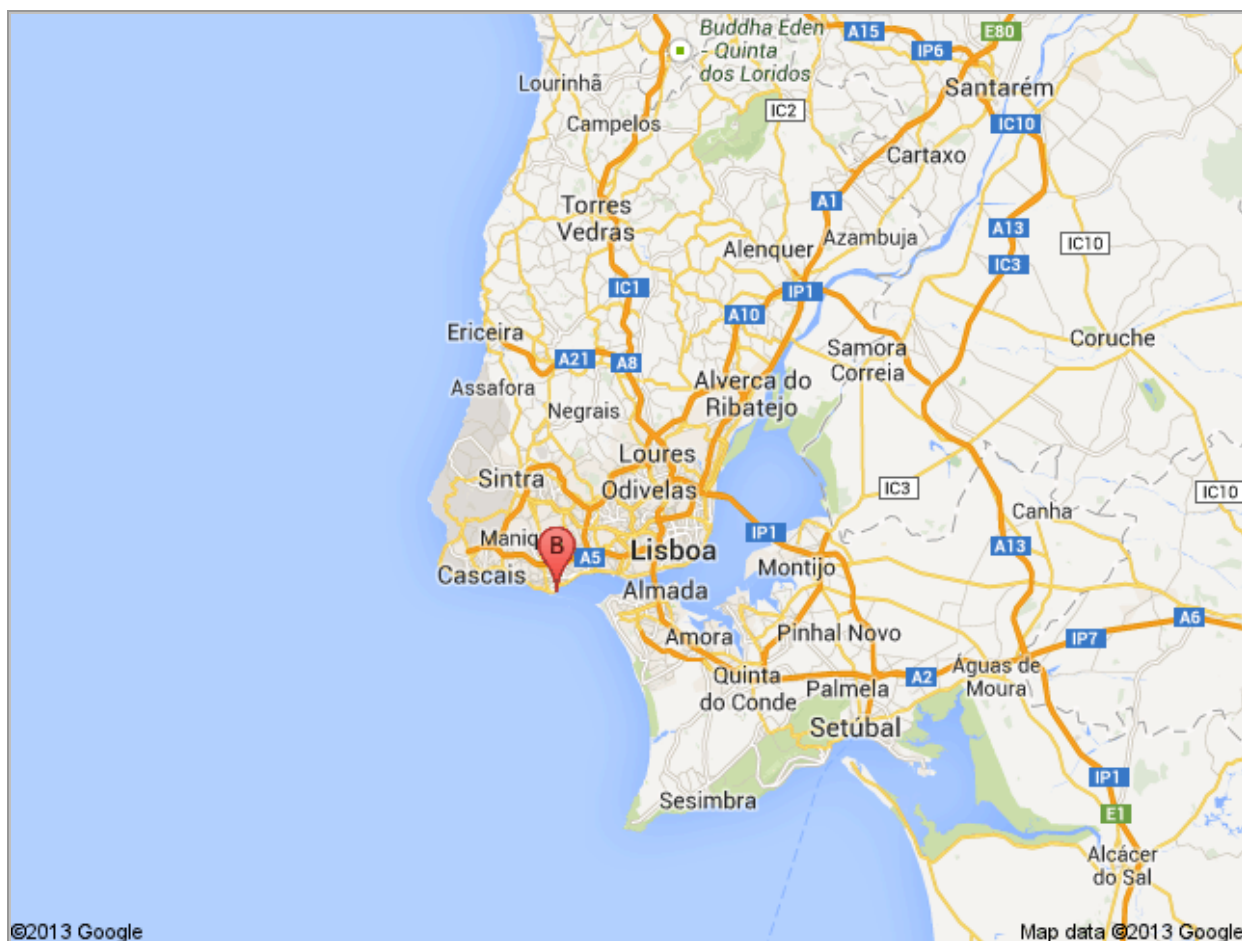 Buddha Eden
- Quinta
dos Loridos
A15
E80
IP6
Lourinhã
Santarém
IC2
Campelos
IC10
Cartaxo
A1
Torres
Vedras
A13
Azambuja
Alenquer
IC10
IC3
IC1
IP1
A10
Ericeira
Coruche
Samora
Correia
A21
A8
Assafora
Alverca do
Ribatejo
Negrais
Loures
Sintra
Odivelas
IC3
IC10
Canha
IP1
A13
Maniq
B
A5
Lisboa
Montijo
Cascais
Almada
A6
Amora
Pinhal Novo
IP7
Quinta
do Conde
Palmela
A2
Águas de
Moura
Setúbal
IP1
Sesimbra
E1
Alcácer
do Sal
©2013 Google
Map data ©2013 Google